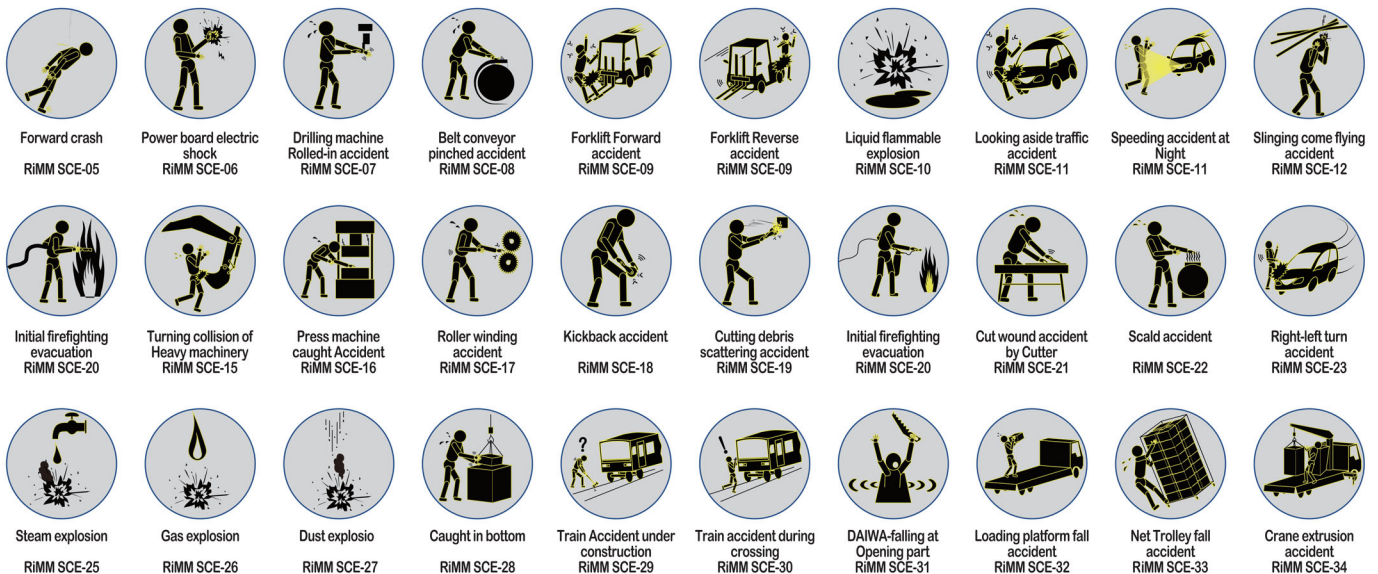 Forward crash
RiMM SCE-05
Power board electric
shock
RiMM SCE-06
Drilling machine
Rolled-in accident
RiMM SCE-07
Belt conveyor
pinched accident
RiMM SCE-08
Forklift Forward
accident
RiMM SCE-09
Forklift Reverse
accident
RiMM SCE-09
Liquid flammable
explosion
RiMM SCE-10
Looking aside traffic
accident
RiMM SCE-11
Speeding accident at
Night
RiMM SCE-11
Slinging come flying
accident
RiMM SCE-12
Initial firefighting
evacuation
RiMM SCE-20
Turning collision of
Heavy machinery
RiMM SCE-15
Press machine
caught Accident
RiMM SCE-16
Roller winding
accident
RiMM SCE-17
Kickback accident
RiMM SCE-18
Cutting debris
scattering accident
RiMM SCE-19
Initial firefighting
evacuation
RiMM SCE-20
Cut wound accident
by Cutter
RiMM SCE-21
Scald accident
RiMM SCE-22
Right-left turn
accident
RiMM SCE-23
Steam explosion
RiMM SCE-25
Gas explosion
RiMM SCE-26
Dust explosio
RiMM SCE-27
Caught in bottom
RiMM SCE-28
?
Train Accident under
construction
RiMM SCE-29
!
Train accident during
crossing
RiMM SCE-30
DAIWA-falling at
Opening part
RiMM SCE-31
Loading platform fall
accident
RiMM SCE-32
Net Trolley fall
accident
RiMM SCE-33
Crane extrusion
accident
RiMM SCE-34